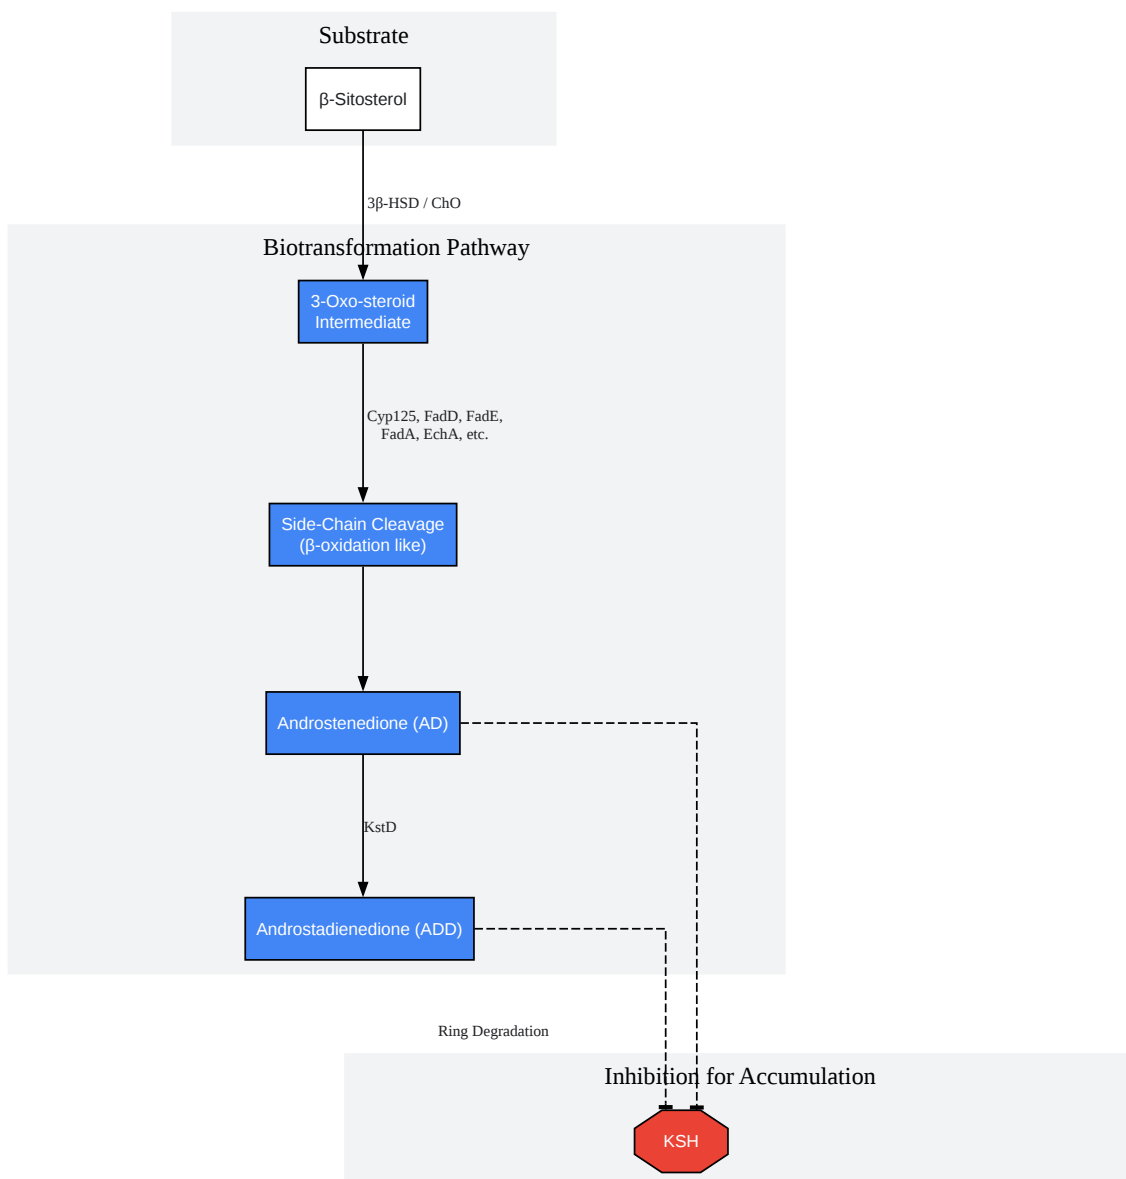 Substrate
β-Sitosterol
3β-HSD / ChO
Biotransformation Pathway
3-Oxo-steroid
Intermediate
Cyp125, FadD, FadE,
FadA, EchA, etc.
Side-Chain Cleavage
(β-oxidation like)
Androstenedione (AD)
KstD
Androstadienedione (ADD)
Ring Degradation
Inhibition for Accumulation
KSH